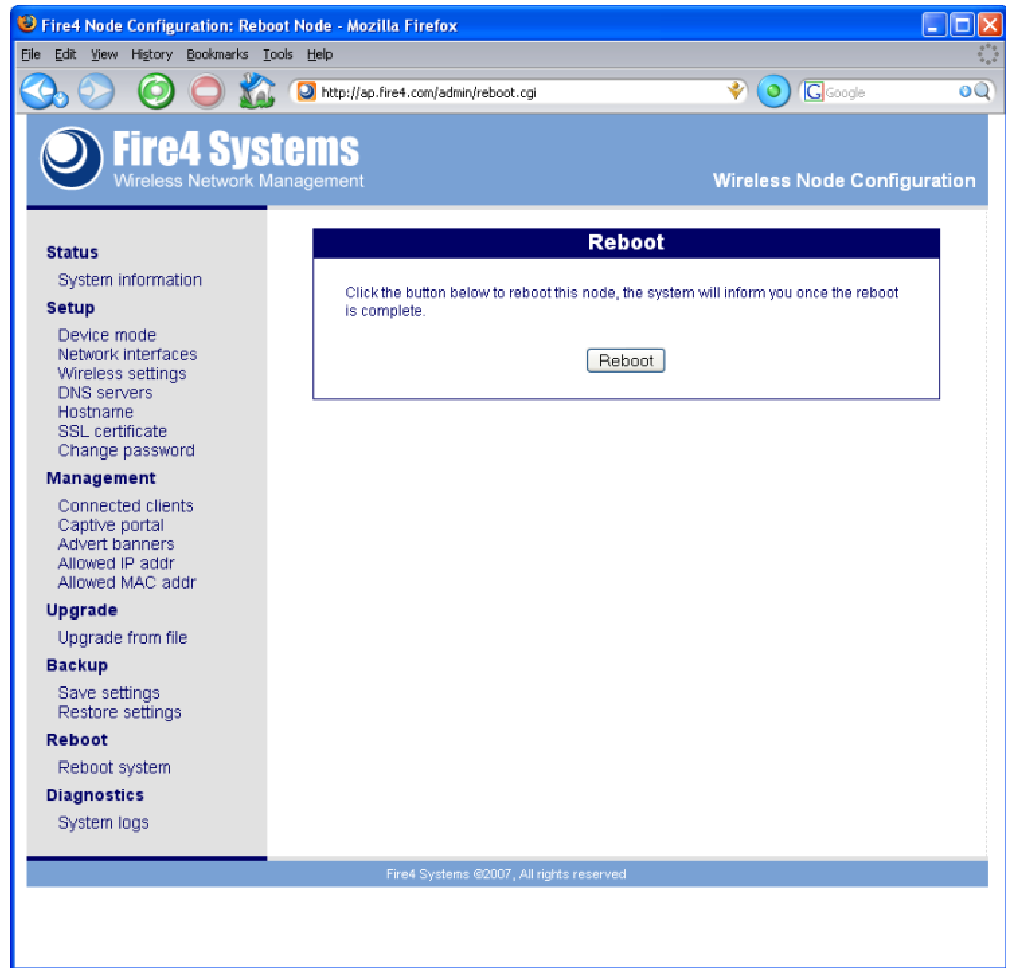 Fire4 Node Configuration: Reboot Node - Mozilla Firefox
File Edit View History Bookmarks Tools Help
http://ap.fire4.com/admin/reboot.cgi
G Google
Fire4 Systems
Wireless Network Management
Wireless Node Configuration
Status
System information
Setup
Device mode
Network interfaces
Wireless settings
DNS servers
Hostname
SSL certificate
Change password
Management
Connected clients
Captive portal
Advert banners
Allowed IP addr
Allowed MAC addr
Upgrade
Upgrade from file
Backup
Save settings
Restore settings
Reboot
Reboot system
Diagnostics
System logs
Reboot
Click the button below to reboot this node, the system will inform you once the reboot
is complete.
Reboot
Fire4 Systems ©2007, All rights reserved